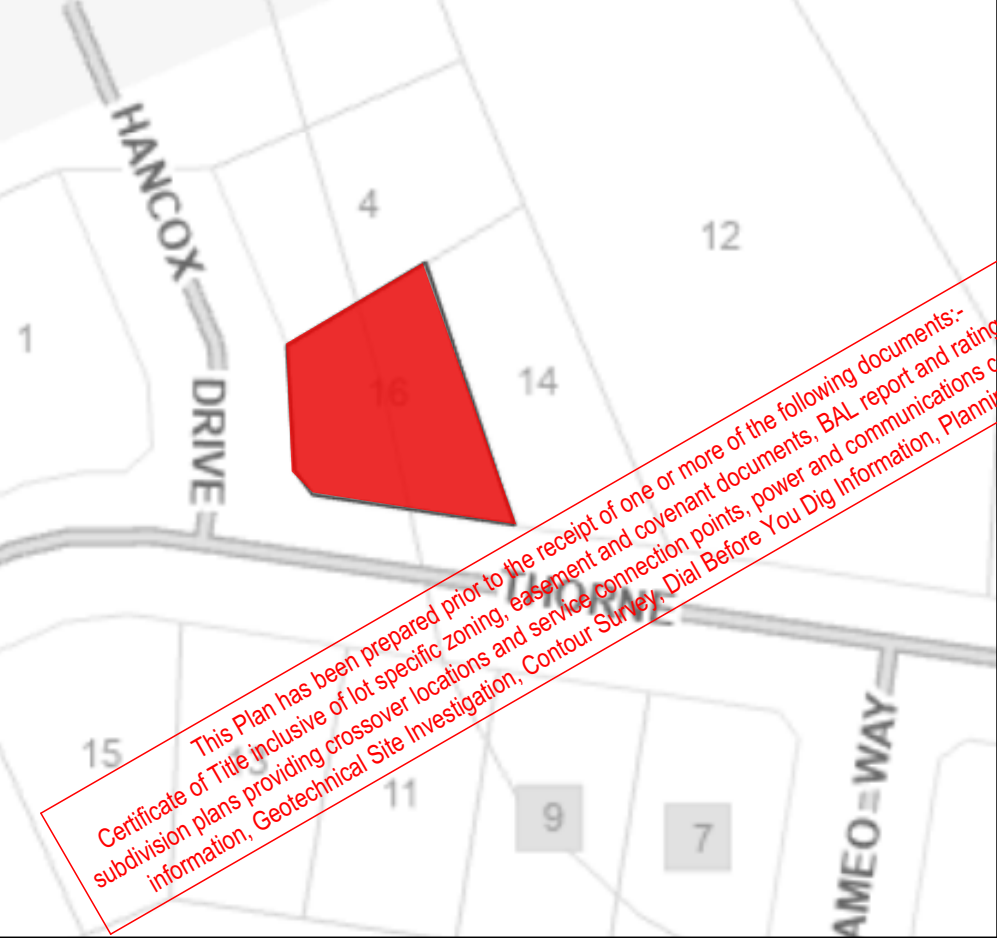 HANCOX
DRIVE
4
12
1
16
14
THORNE
15
13
11
9
7
AMEO WAY
This Plan has been prepared prior to the receipt of one or more of the following documents:-
Certificate of Title inclusive of lot specific zoning, easement and covenant documents, BAL report and rating
subdivision plans providing crossover locations and service connection points, power and communications
information, Geotechnical Site Investigation, Contour Survey, Dial Before You Dig Information,